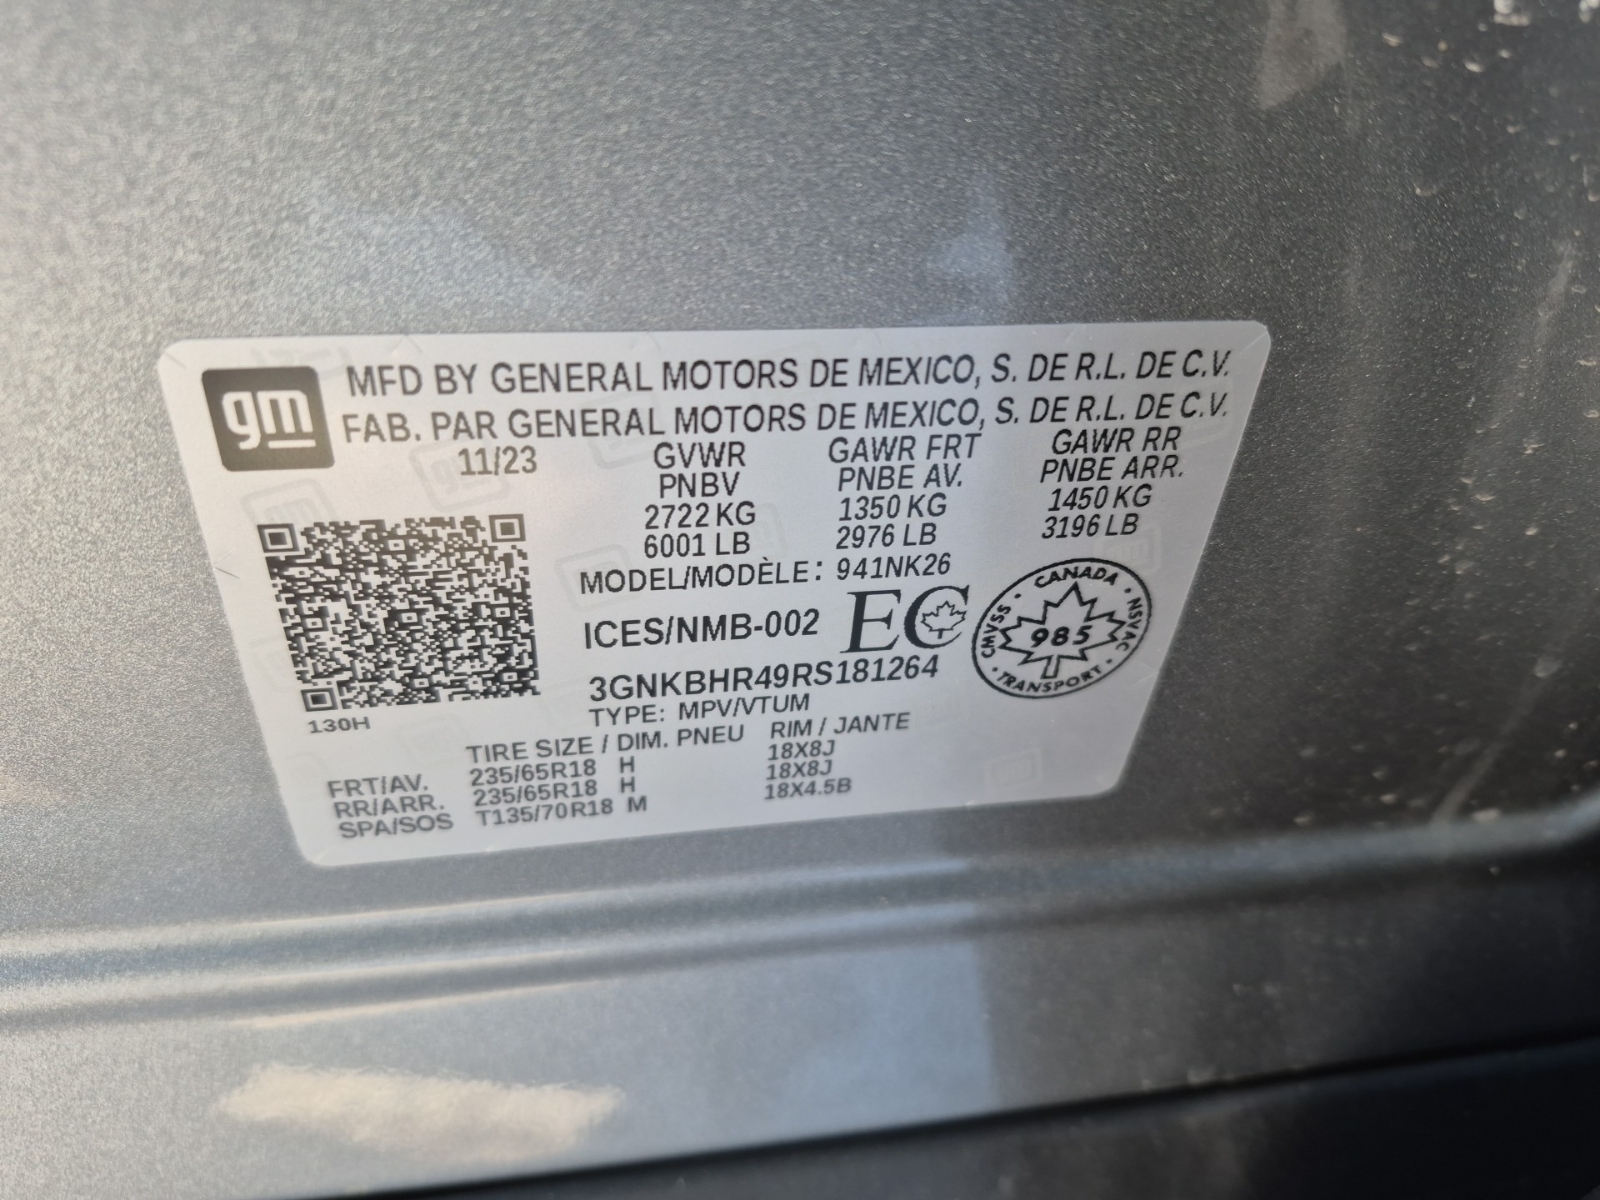 gm
MFD BY GENERAL MOTORS DE MEXICO, S. DE R.L. DE C.V.
FAB. PAR GENERAL MOTORS DE MEXICO, S. DE R.L. DE C.V.
11/23 GVWR GAWR FRT GAWR RR
PNBV PNBE AV. PNBE ARR.
2722 KG 1350 KG 1450 KG
6001 LB 2976 LB 3196 LB
MODEL/MODÈLE: 941NK26
ICES/NMB-002 EC
CANADA
CMVSS 985 NSVAC
TRANSPORT
3GNKBHR49RS181264
130H TYPE: MPV/VTUM
TIRE SIZE / DIM. PNEU RIM / JANTE
FRT/AV. 235/65R18 H 18X8J
RR/ARR. 235/65R18 H 18X8J
SPA/SOS T135/70R18 M 18X4.5B